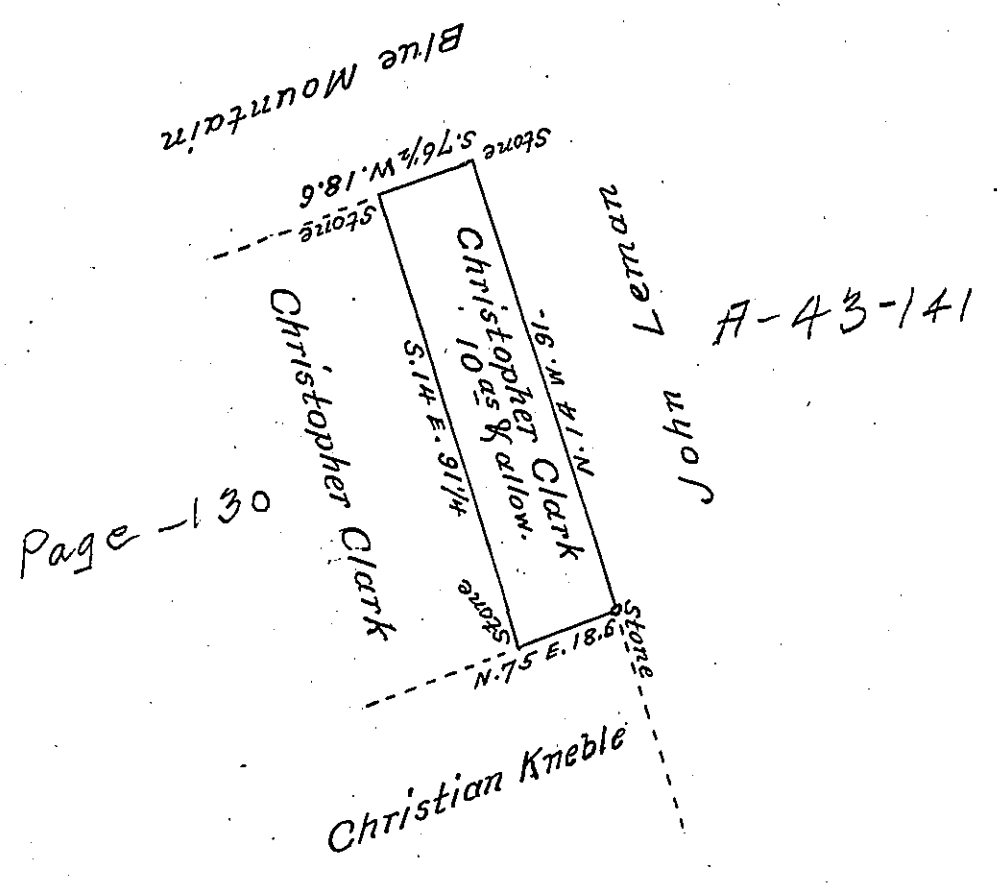 Blue Mountain
S. 76½ W. 18.6
Stone
Stone
John Leman
A-43-141
Christopher Clark
10 as & allow.
N. 14 W. 91-
S. 14 E. 91¼
Christopher Clark
Page -130
Stone
Stone
N. 75 E. 18.6
Christian Kneble